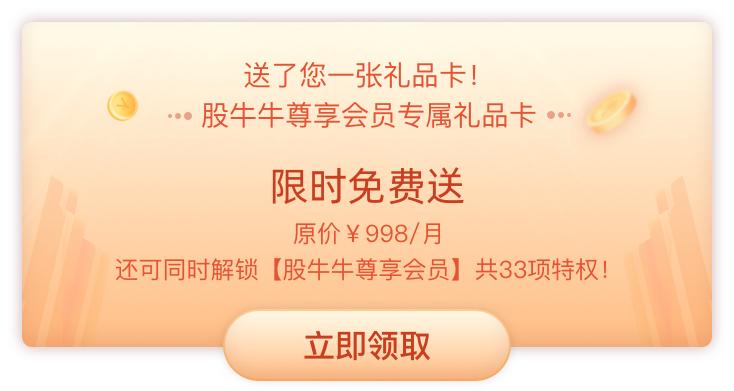 送了您一张礼品卡！
股牛牛尊享会员专属礼品卡
限时免费送
原价￥998/月
还可同时解锁【股牛牛尊享会员】共33项特权！
立即领取